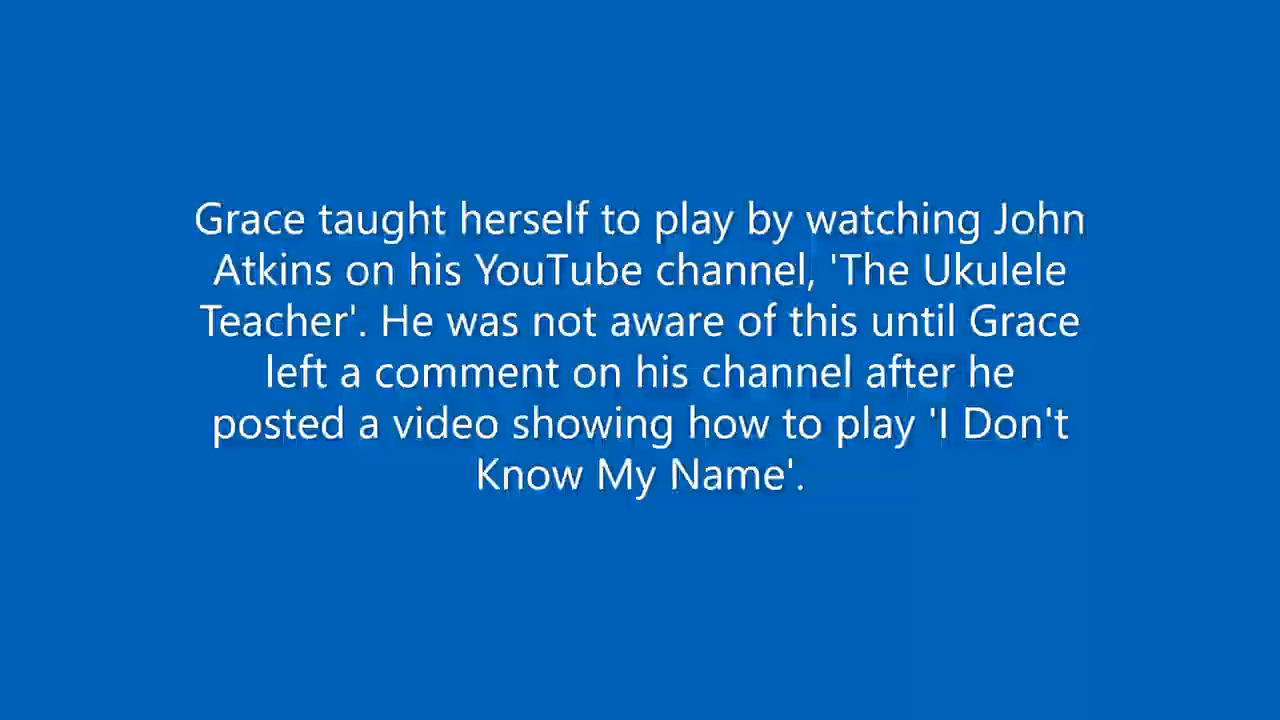 Grace taught herself to play by watching John
Atkins on his YouTube channel, 'The Ukulele
Teacher'. He was not aware of this until Grace
left a comment on his channel after he
posted a video showing how to play 'I Don't
Know My Name'.